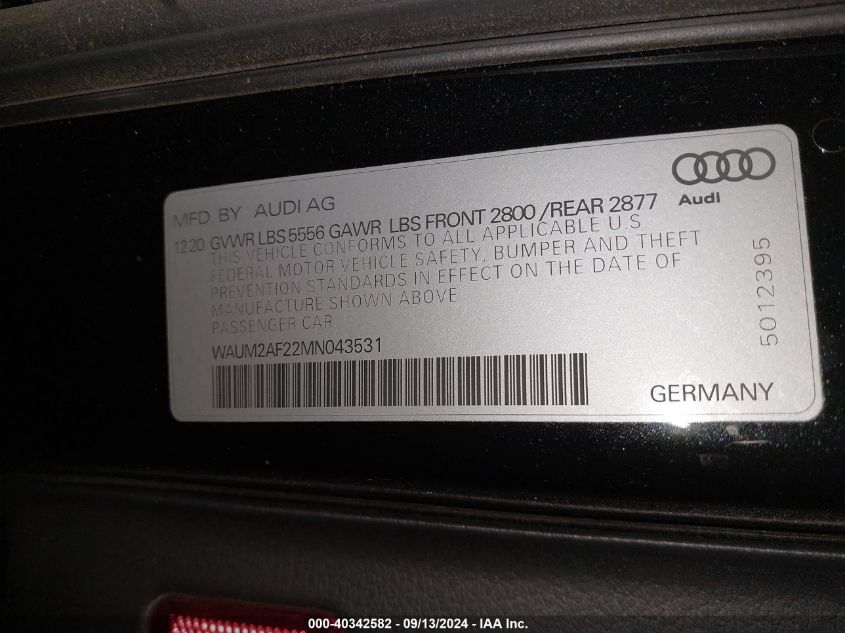 Audi
MFD. BY AUDI AG
1220 GVWR LBS 5556 GAWR LBS FRONT 2800 /REAR 2877
THIS VEHICLE CONFORMS TO ALL APPLICABLE U.S.
FEDERAL MOTOR VEHICLE SAFETY, BUMPER AND THEFT
PREVENTION STANDARDS IN EFFECT ON THE DATE OF
MANUFACTURE SHOWN ABOVE
PASSENGER CAR
WAUM2AF22MN043531
5012395
GERMANY
000-40342582 - 09/13/2024 - IAA Inc.